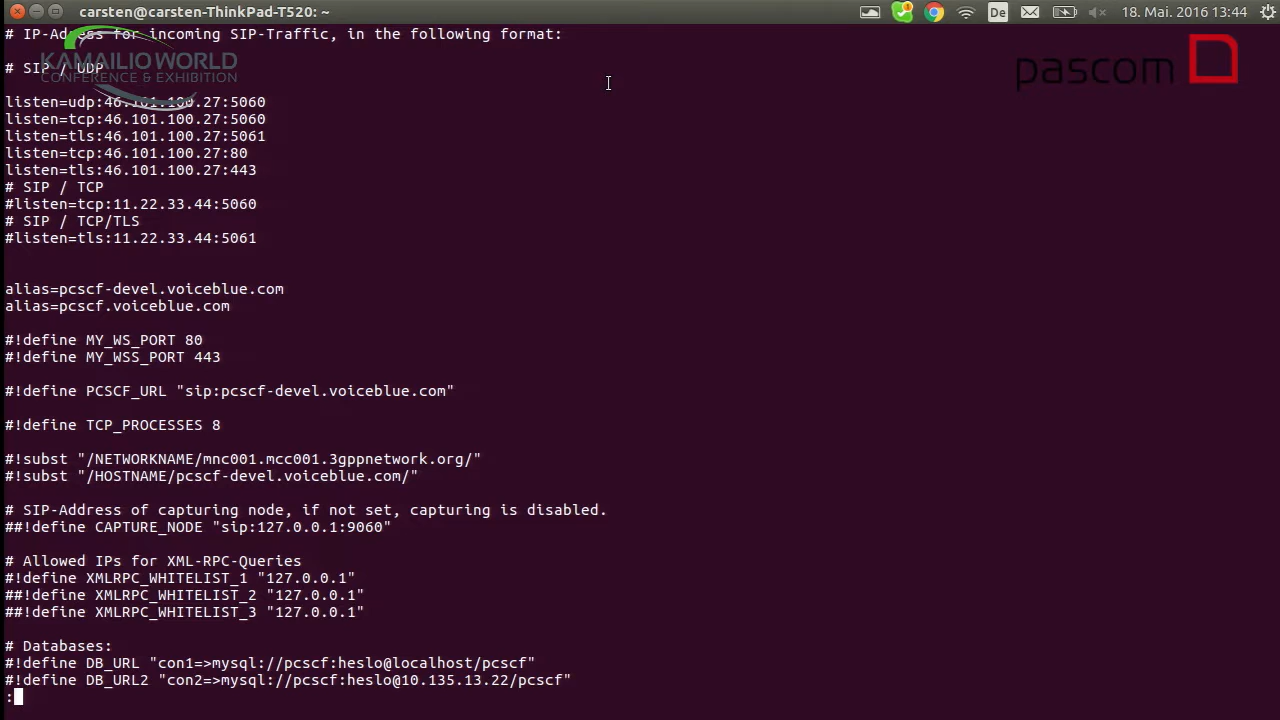 carsten@carsten-ThinkPad-T520: ~
De
18. Mai. 2016 13:44
# IP-Adress for incoming SIP-Traffic, in the following format:
KAMAILIO WORLD
CONFERENCE & EXHIBITION
pascom
# SIP / UDP
listen=udp:46.101.100.27:5060
listen=tcp:46.101.100.27:5060
listen=tls:46.101.100.27:5061
listen=tcp:46.101.100.27:80
listen=tls:46.101.100.27:443
# SIP / TCP
#listen=tcp:11.22.33.44:5060
# SIP / TCP/TLS
#listen=tls:11.22.33.44:5061
alias=pcscf-devel.voiceblue.com
alias=pcscf.voiceblue.com
#!define MY_WS_PORT 80
#!define MY_WSS_PORT 443
#!define PCSCF_URL "sip:pcscf-devel.voiceblue.com"
#!define TCP_PROCESSES 8
#!subst "/NETWORKNAME/mnc001.mcc001.3gppnetwork.org/"
#!subst "/HOSTNAME/pcscf-devel.voiceblue.com/"
# SIP-Address of capturing node, if not set, capturing is disabled.
##!define CAPTURE_NODE "sip:127.0.0.1:9060"
# Allowed IPs for XML-RPC-Queries
#!define XMLRPC_WHITELIST_1 "127.0.0.1"
##!define XMLRPC_WHITELIST_2 "127.0.0.1"
##!define XMLRPC_WHITELIST_3 "127.0.0.1"
# Databases:
#!define DB_URL "con1=>mysql://pcscf:heslo@localhost/pcscf"
#!define DB_URL2 "con2=>mysql://pcscf:heslo@10.135.13.22/pcscf"
: